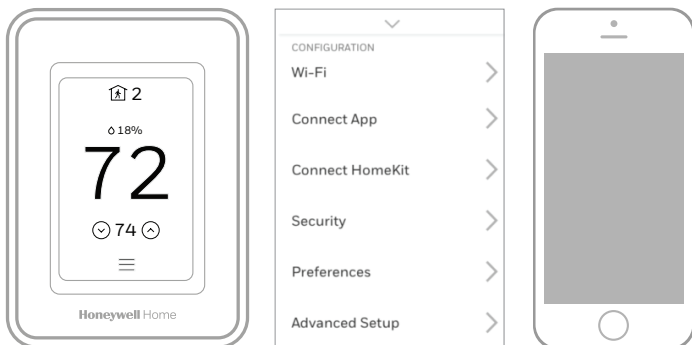 2
18%
72
74
Honeywell Home
CONFIGURATION
Wi-Fi
Connect App
Connect HomeKit
Security
Preferences
Advanced Setup